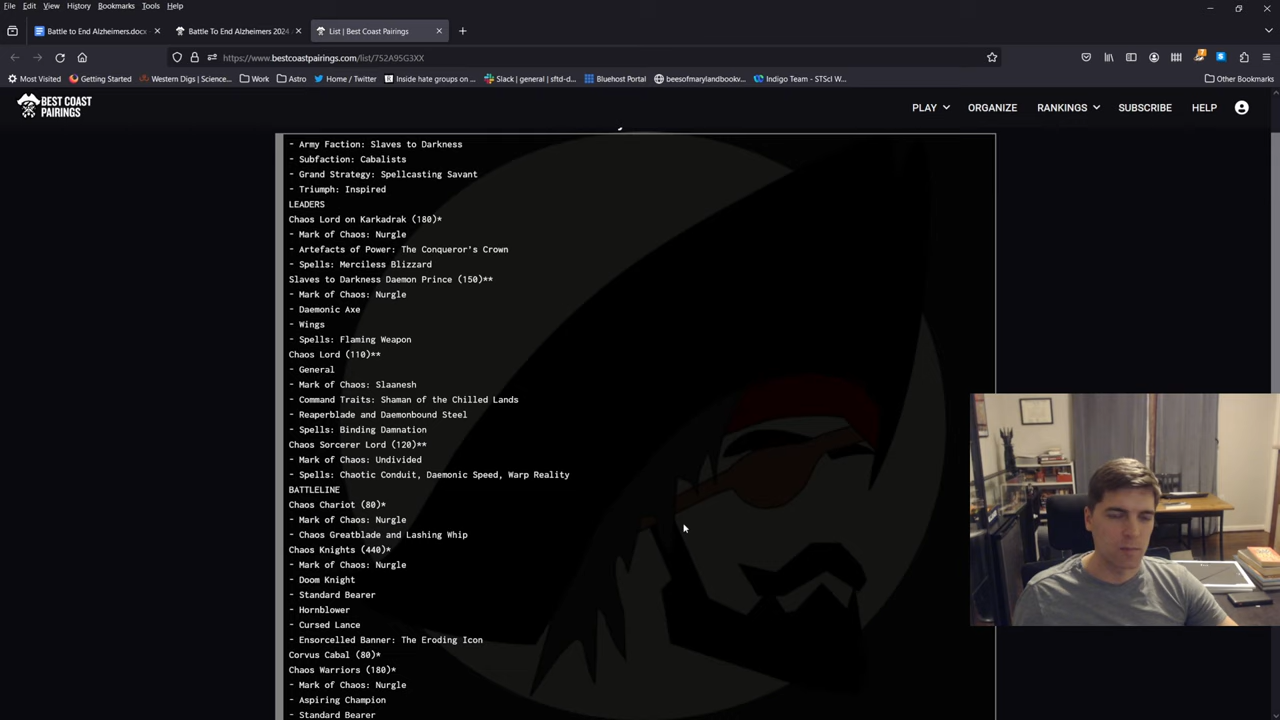 File Edit View History Bookmarks Tools Help
Battle to End Alzheimers.docx
Battle To End Alzheimers 2024
List | Best Coast Pairings
https://www.bestcoastpairings.com/list/752A95G3XX
Most Visited
Getting Started
Western Digs | Science...
Work
Astro
Home / Twitter
Inside hate groups on ...
Slack | general | sftd-d...
Bluehost Portal
beesofmarylandbookv...
Indigo Team - STScI W...
Other Bookmarks
BEST COAST
PAIRINGS
PLAY
ORGANIZE
RANKINGS
SUBSCRIBE
HELP
- Army Faction: Slaves to Darkness
- Subfaction: Cabalists
- Grand Strategy: Spellcasting Savant
- Triumph: Inspired
LEADERS
Chaos Lord on Karkadrak (180)*
- Mark of Chaos: Nurgle
- Artefacts of Power: The Conqueror's Crown
- Spells: Merciless Blizzard
Slaves to Darkness Daemon Prince (150)**
- Mark of Chaos: Nurgle
- Daemonic Axe
- Wings
- Spells: Flaming Weapon
Chaos Lord (110)**
- General
- Mark of Chaos: Slaanesh
- Command Traits: Shaman of the Chilled Lands
- Reaperblade and Daemonbound Steel
- Spells: Binding Damnation
Chaos Sorcerer Lord (120)**
- Mark of Chaos: Undivided
- Spells: Chaotic Conduit, Daemonic Speed, Warp Reality
BATTLELINE
Chaos Chariot (80)*
- Mark of Chaos: Nurgle
- Chaos Greatblade and Lashing Whip
Chaos Knights (440)*
- Mark of Chaos: Nurgle
- Doom Knight
- Standard Bearer
- Hornblower
- Cursed Lance
- Ensorcelled Banner: The Eroding Icon
Corvus Cabal (80)*
Chaos Warriors (180)*
- Mark of Chaos: Nurgle
- Aspiring Champion
- Standard Bearer